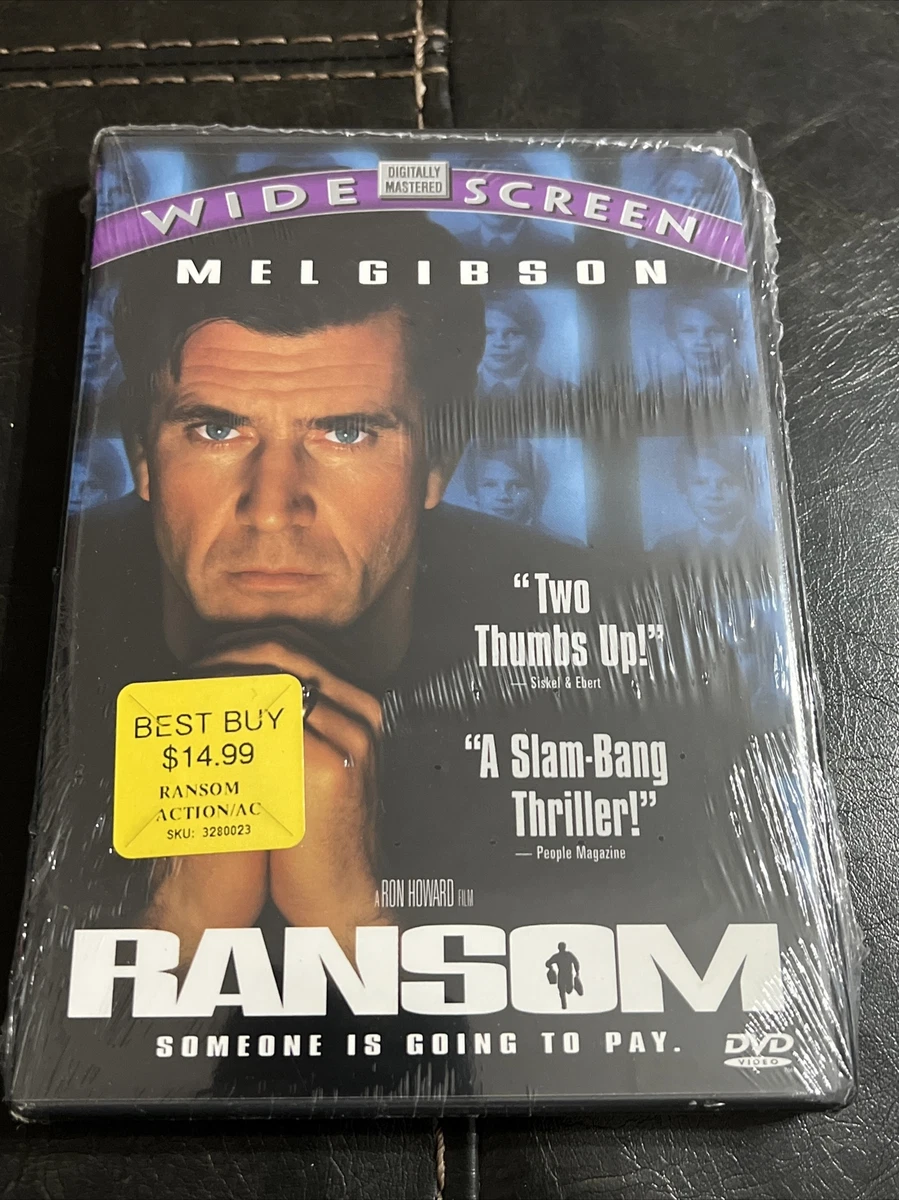 WIDE SCREEN
DIGITALLY
MASTERED
MEL GIBSON
“Two
Thumbs Up!”
— Siskel & Ebert
BEST BUY
$14.99
RANSOM
ACTION/AC
SKU: 3280023
“A Slam-Bang
Thriller!”
— People Magazine
A RON HOWARD FILM
RANSOM
SOMEONE IS GOING TO PAY.
DVD
VIDEO